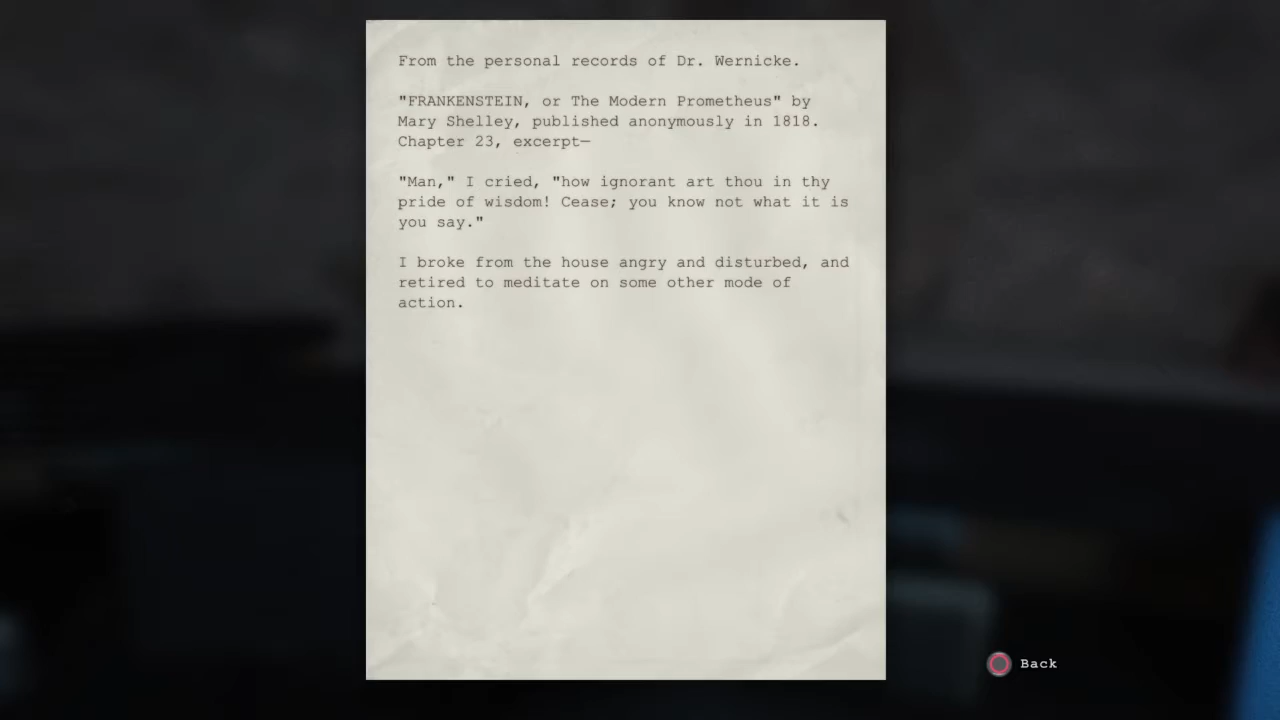 From the personal records of Dr. Wernicke.
"FRANKENSTEIN, or The Modern Prometheus" by
Mary Shelley, published anonymously in 1818.
Chapter 23, excerpt—
"Man," I cried, "how ignorant art thou in thy
pride of wisdom! Cease; you know not what it is
you say."
I broke from the house angry and disturbed, and
retired to meditate on some other mode of
action.
Back